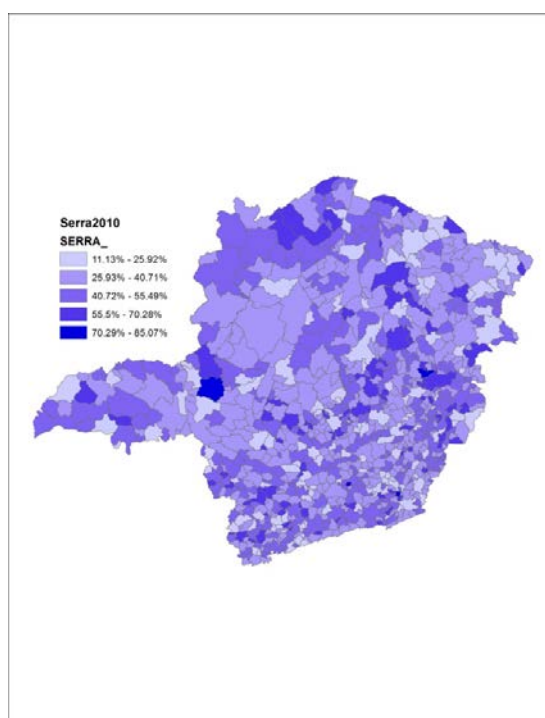 Serra2010
SERRA_
11.13% - 25.92%
25.93% - 40.71%
40.72% - 55.49%
55.5% - 70.28%
70.29% - 85.07%